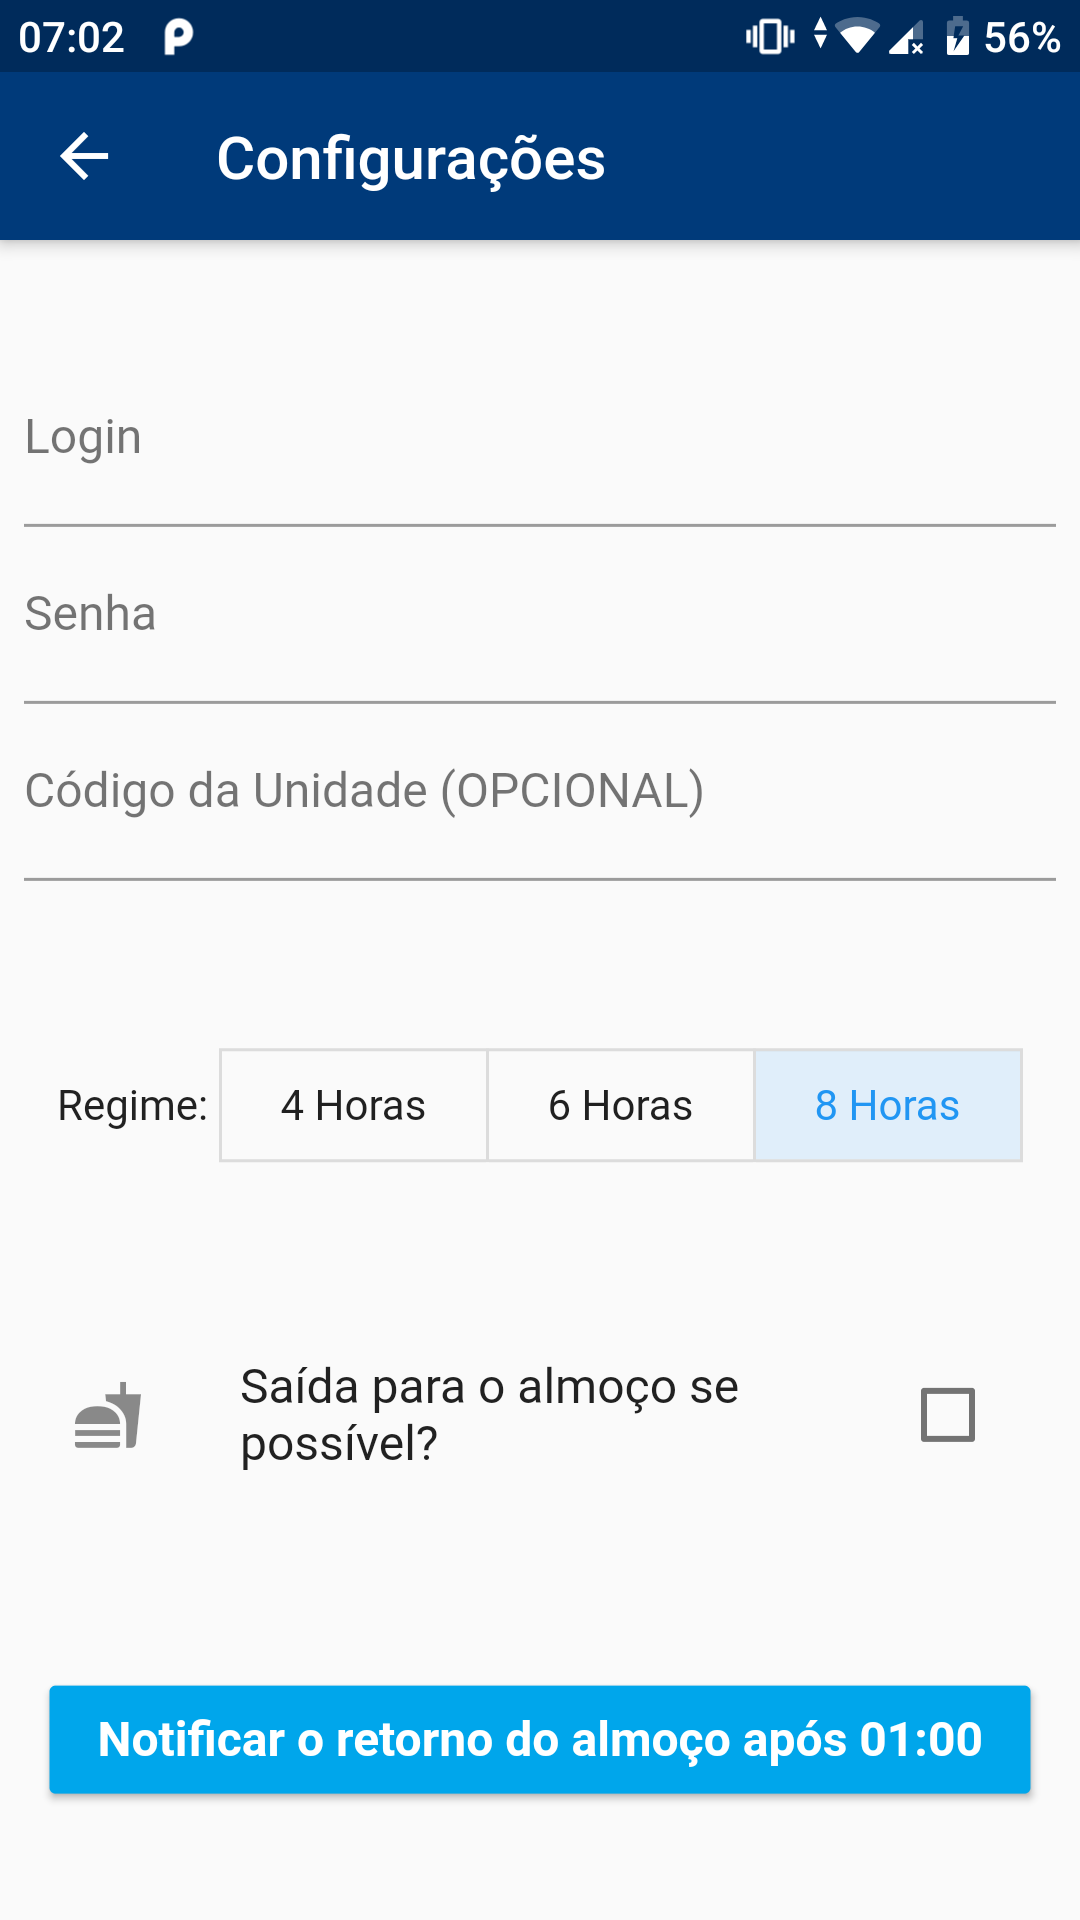 07:02 56%
Configurações
Login
Senha
Código da Unidade (OPCIONAL)
Regime: 4 Horas 6 Horas 8 Horas
Saída para o almoço se
possível?
Notificar o retorno do almoço após 01:00